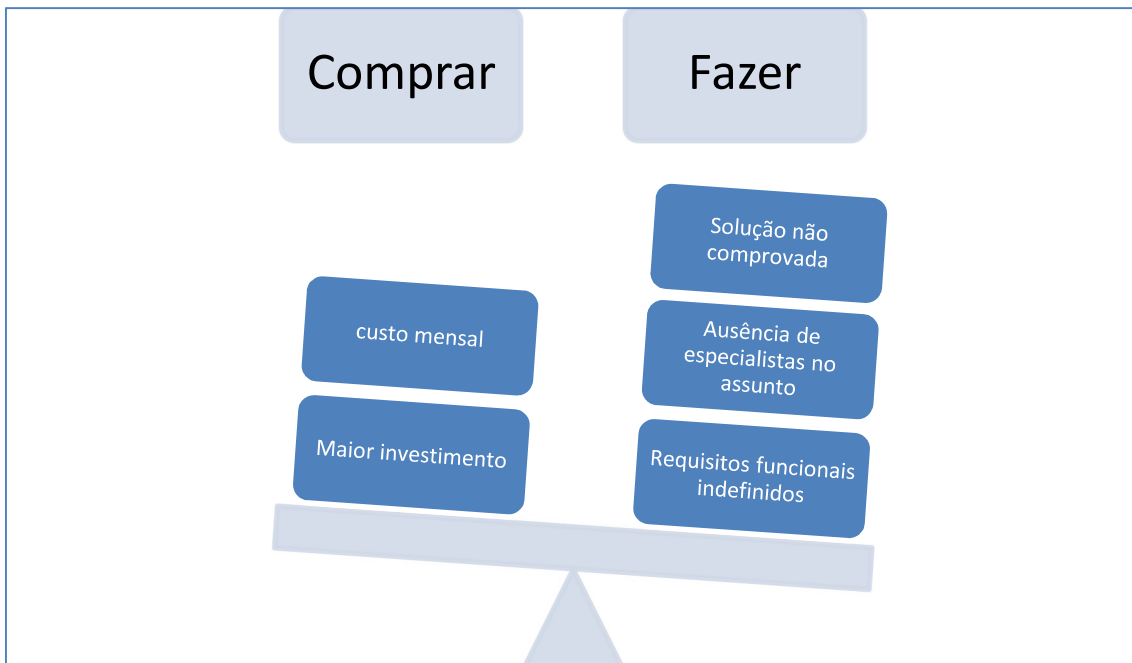 Comprar
Fazer
Solução não
comprovada
custo mensal
Ausência de
especialistas no
assunto
Maior investimento
Requisitos funcionais
indefinidos